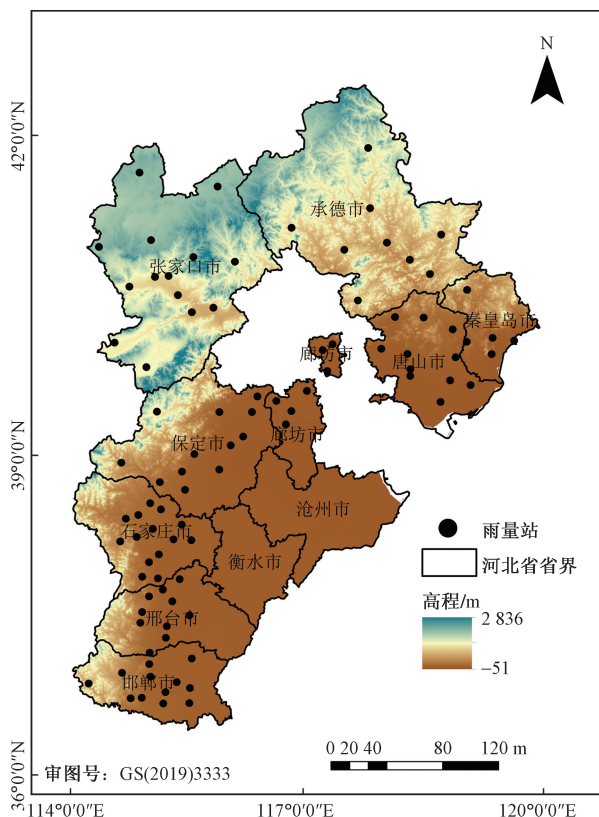 N
42°0′0″N
承德市
张家口市
秦皇岛市
廊坊市
唐山市
39°0′0″N
保定市
廊坊市
沧州市
石家庄市
衡水市
邢台市
邯郸市
雨量站
河北省省界
高程/m
2 836
−51
0 20 40 80 120 m
审图号：GS(2019)3333
36°0′0″N
114°0′0″E 117°0′0″E 120°0′0″E